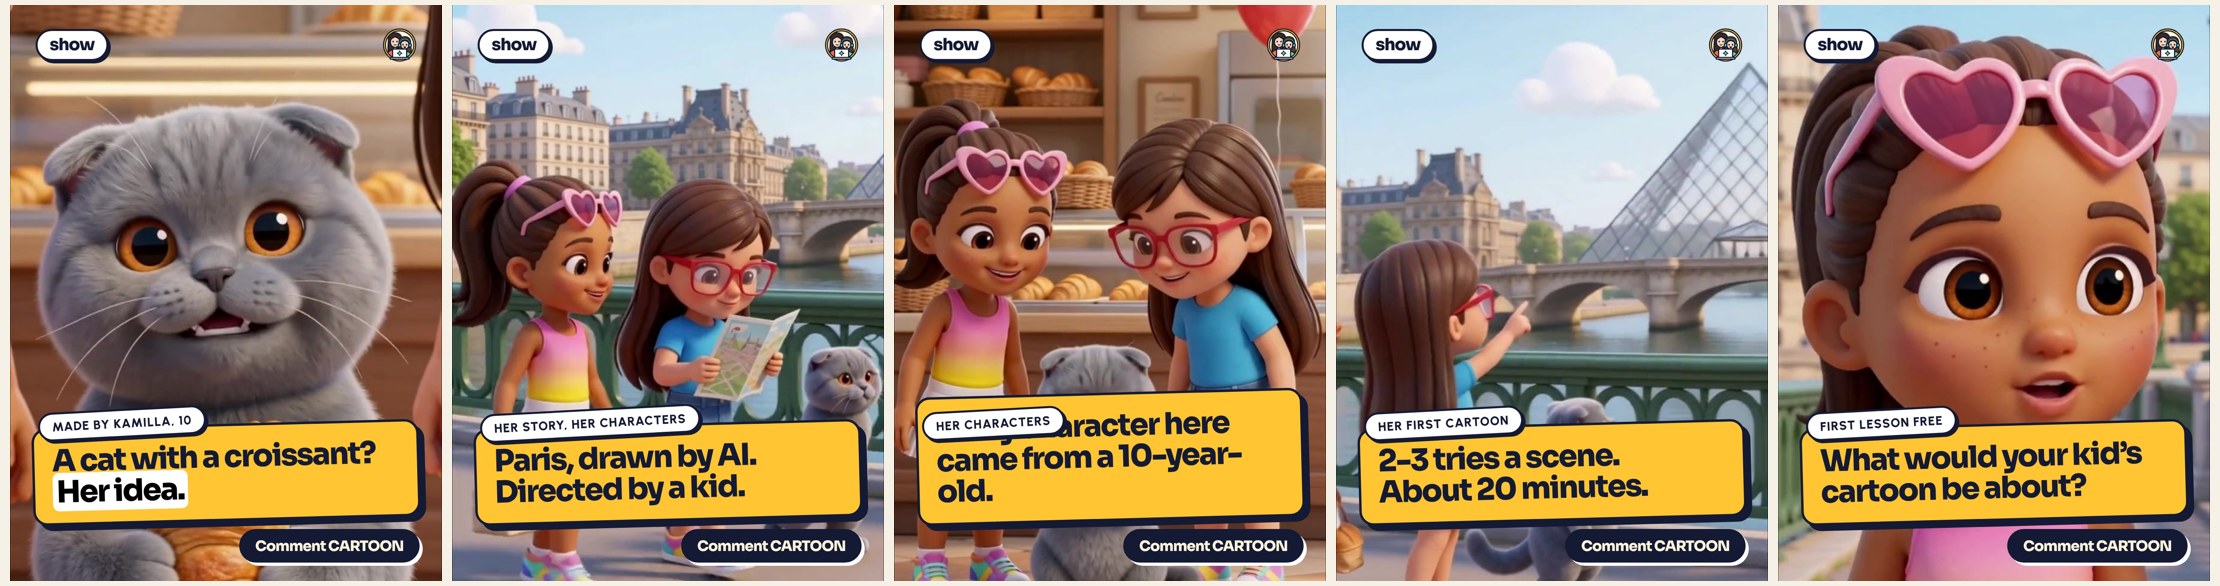 show
MADE BY KAMILLA, 10
A cat with a croissant?
Her idea.
Comment CARTOON
show
HER STORY, HER CHARACTERS
Paris, drawn by AI.
Directed by a kid.
Comment CARTOON
show
HER CHARACTERS
character here
came from a 10-year-
old.
Comment CARTOON
show
HER FIRST CARTOON
2-3 tries a scene.
About 20 minutes.
Comment CARTOON
show
FIRST LESSON FREE
What would your kid's
cartoon be about?
Comment CARTOON